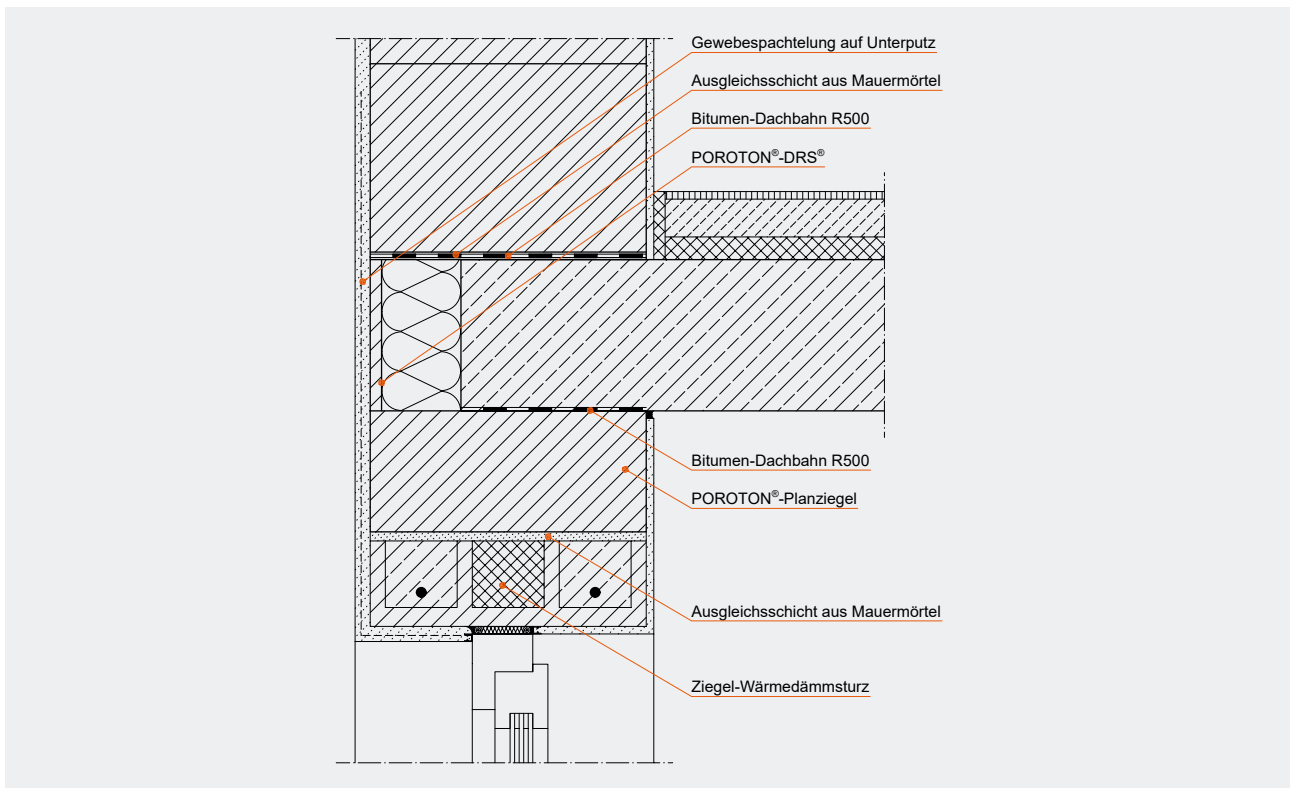 Gewebespachtelung auf Unterputz
Ausgleichsschicht aus Mauermörtel
Bitumen-Dachbahn R500
POROTON®-DRS®
Bitumen-Dachbahn R500
POROTON®-Planziegel
Ausgleichsschicht aus Mauermörtel
Ziegel-Wärmedämmsturz